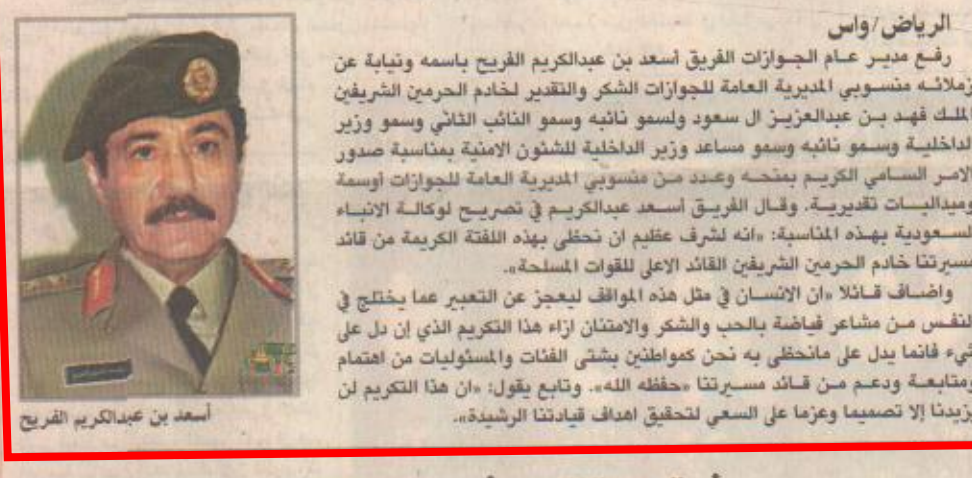 الرياض/واس
رفع مدير عام الجوازات الفريق أسعد بن عبدالكريم الفريح باسمه ونيابة عن
زملائه منسوبي المديرية العامة للجوازات الشكر والتقدير لخادم الحرمين الشريفين
الملك فهد بن عبدالعزيز ال سعود ولسمو نائبه وسمو النائب الثاني وسمو وزير
الداخلية وسمو نائبه وسمو مساعد وزير الداخلية للشئون الامنية بمناسبة صدور
الامر السامي الكريم بمنحه وعدد من منسوبي المديرية العامة للجوازات أوسمة
وميداليات تقديرية. وقال الفريق أسعد عبدالكريم في تصريح لوكالة الانباء
السعودية بهذه المناسبة: «انه لشرف عظيم ان نحظى بهذه اللفتة الكريمة من قائد
مسيرتنا خادم الحرمين الشريفين القائد الاعلى للقوات المسلحة».
واضاف قائلا «ان الانسان في مثل هذه المواقف ليعجز عن التعبير عما يختلج في
النفس من مشاعر فياضة بالحب والشكر والامتنان ازاء هذا التكريم الذي إن دل على
شيء فانما يدل على مانحظى به نحن كمواطنين بشتى الفئات والمسئوليات من اهتمام
ومتابعة ودعم من قائد مسيرتنا «حفظه الله». وتابع يقول: «ان هذا التكريم لن
يزيدنا إلا تصميما وعزما على السعي لتحقيق اهداف قيادتنا الرشيدة».
أسعد بن عبدالكريم الفريح